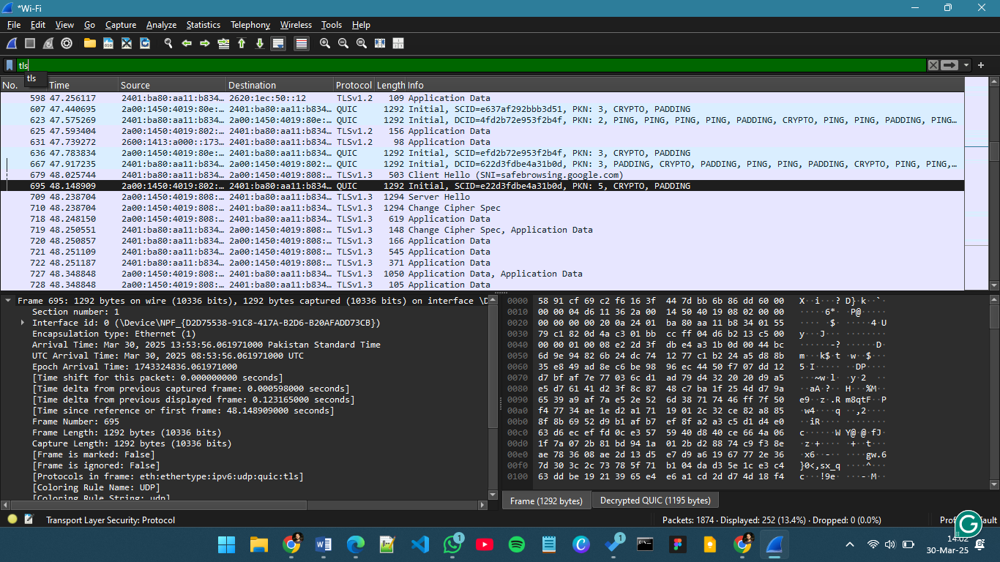 *Wi-Fi
File Edit View Go Capture Analyze Statistics Telephony Wireless Tools Help
tls
tls
No. Time Source Destination Protocol Length Info
598 47.256117 2401:ba80:aa11:b834… 2620:1ec:50::12 TLSv1.2 109 Application Data
607 47.440695 2a00:1450:4019:80e:… 2401:ba80:aa11:b834… QUIC 1292 Initial, SCID=e637af292bbb3d51, PKN: 3, CRYPTO, PADDING
623 47.575269 2401:ba80:aa11:b834… 2a00:1450:4019:80e:… QUIC 1292 Initial, DCID=4fd2b72e953f2b4f, PKN: 2, PING, PING, PING, PING, PADDING, CRYPTO, PING, PING, PADDING, PING…
625 47.593404 2a00:1450:4019:802:… 2401:ba80:aa11:b834… TLSv1.2 156 Application Data
631 47.739272 2600:1413:a000::173… 2401:ba80:aa11:b834… TLSv1.2 98 Application Data
636 47.783834 2a00:1450:4019:80e:… 2401:ba80:aa11:b834… QUIC 1292 Initial, SCID=efd2b72e953f2b4f, PKN: 3, CRYPTO, PADDING
667 47.917235 2401:ba80:aa11:b834… 2a00:1450:4019:802:… QUIC 1292 Initial, DCID=622d3fdbe4a31b0d, PKN: 3, PADDING, CRYPTO, PADDING, PING, PING, PADDING, CRYPTO, PING, PING,…
679 48.025744 2401:ba80:aa11:b834… 2a00:1450:4019:808:… TLSv1.3 503 Client Hello (SNI=safebrowsing.google.com)
695 48.148909 2a00:1450:4019:802:… 2401:ba80:aa11:b834… QUIC 1292 Initial, SCID=e22d3fdbe4a31b0d, PKN: 5, CRYPTO, PADDING
709 48.238704 2a00:1450:4019:808:… 2401:ba80:aa11:b834… TLSv1.3 1294 Server Hello
710 48.238704 2a00:1450:4019:808:… 2401:ba80:aa11:b834… TLSv1.3 1294 Change Cipher Spec
718 48.248150 2a00:1450:4019:808:… 2401:ba80:aa11:b834… TLSv1.3 619 Application Data
719 48.250551 2401:ba80:aa11:b834… 2a00:1450:4019:808:… TLSv1.3 148 Change Cipher Spec, Application Data
720 48.250857 2401:ba80:aa11:b834… 2a00:1450:4019:808:… TLSv1.3 166 Application Data
721 48.251109 2401:ba80:aa11:b834… 2a00:1450:4019:808:… TLSv1.3 545 Application Data
722 48.251187 2401:ba80:aa11:b834… 2a00:1450:4019:808:… TLSv1.3 371 Application Data
727 48.348848 2a00:1450:4019:808:… 2401:ba80:aa11:b834… TLSv1.3 1050 Application Data, Application Data
728 48.348848 2a00:1450:4019:808:… 2401:ba80:aa11:b834… TLSv1.3 105 Application Data
Frame 695: 1292 bytes on wire (10336 bits), 1292 bytes captured (10336 bits) on interface \D
Section number: 1
Interface id: 0 (\Device\NPF_{D2D75538-91C8-417A-B2D6-B20AFADD73CB})
Encapsulation type: Ethernet (1)
Arrival Time: Mar 30, 2025 13:53:56.061971000 Pakistan Standard Time
UTC Arrival Time: Mar 30, 2025 08:53:56.061971000 UTC
Epoch Arrival Time: 1743324836.061971000
[Time shift for this packet: 0.000000000 seconds]
[Time delta from previous captured frame: 0.000598000 seconds]
[Time delta from previous displayed frame: 0.123165000 seconds]
[Time since reference or first frame: 48.148909000 seconds]
Frame Number: 695
Frame Length: 1292 bytes (10336 bits)
Capture Length: 1292 bytes (10336 bits)
[Frame is marked: False]
[Frame is ignored: False]
[Protocols in frame: eth:ethertype:ipv6:udp:quic:tls]
[Coloring Rule Name: UDP]
[Coloring Rule String: udp]
0000 58 91 cf 69 c2 f6 16 3f 44 7d bb 6b 86 dd 60 00 X··i···? D}·k··`·
0010 00 00 04 d6 11 36 2a 00 14 50 40 19 08 02 00 00 ·····6*· ·P@·····
0020 00 00 00 00 20 0a 24 01 ba 80 aa 11 b8 34 01 55 ···· ·$· ·····4·U
0030 79 c1 82 0d 4a c3 01 bb cc ff 04 d6 b2 13 c5 00 y···J··· ········
0040 00 00 01 00 08 e2 2d 3f db e4 a3 1b 0d 00 44 bc ······-? ······D·
0050 6d 9e 94 82 6b 24 dc 74 12 77 c1 b2 24 a5 d8 8b m···k$·t ·w··$···
0060 35 e8 49 ad 8e c6 be 98 96 ec 44 50 f7 07 dd 12 5·I····· ··DP····
0070 d7 bf af 7e 77 03 6c d1 ad 79 d4 32 20 20 d9 a5 ···~w·l· ·y·2  ··
0080 e5 d7 61 41 d2 3f 8c 87 48 c7 ba 1f 25 4d d7 9a ··aA·?·· H···%M··
0090 65 39 a9 af 7a e5 2e 52 6d 38 71 74 46 ff 7f 50 e9··z·.R m8qtF··P
00a0 f4 77 34 ae 1e d2 a1 71 19 01 2c 32 ce 82 a8 85 ·w4····q ··,2····
00b0 8f 8b 69 52 d9 b1 af b7 ef 8f a2 a3 c5 d1 d4 e0 ··iR···· ········
00c0 63 d6 ec ef fd 0c e3 57 59 40 d8 40 ce 66 4a 06 c······W Y@·@·fJ·
00d0 1f 7a 07 2b 81 bd 94 1a 01 2b d2 88 74 c9 f3 8e ·z·+···· ·+··t···
00e0 ae 78 36 08 ae 2d 13 d5 e7 d9 a6 19 67 77 2e 36 ·x6··-·· ····gw.6
00f0 7d 30 3c 2c 73 78 5f 71 b1 04 da d3 5e 1c e3 c4 }0<,sx_q ····^···
0100 63 dd be 19 21 39 65 e4 e6 a1 cd 2d d7 4d 18 f4 c···!9e· ···-·M··
Frame (1292 bytes) Decrypted QUIC (1195 bytes)
Transport Layer Security: Protocol Packets: 1874 · Displayed: 252 (13.4%) · Dropped: 0 (0.0%)
1 1
14:02
30-Mar-25